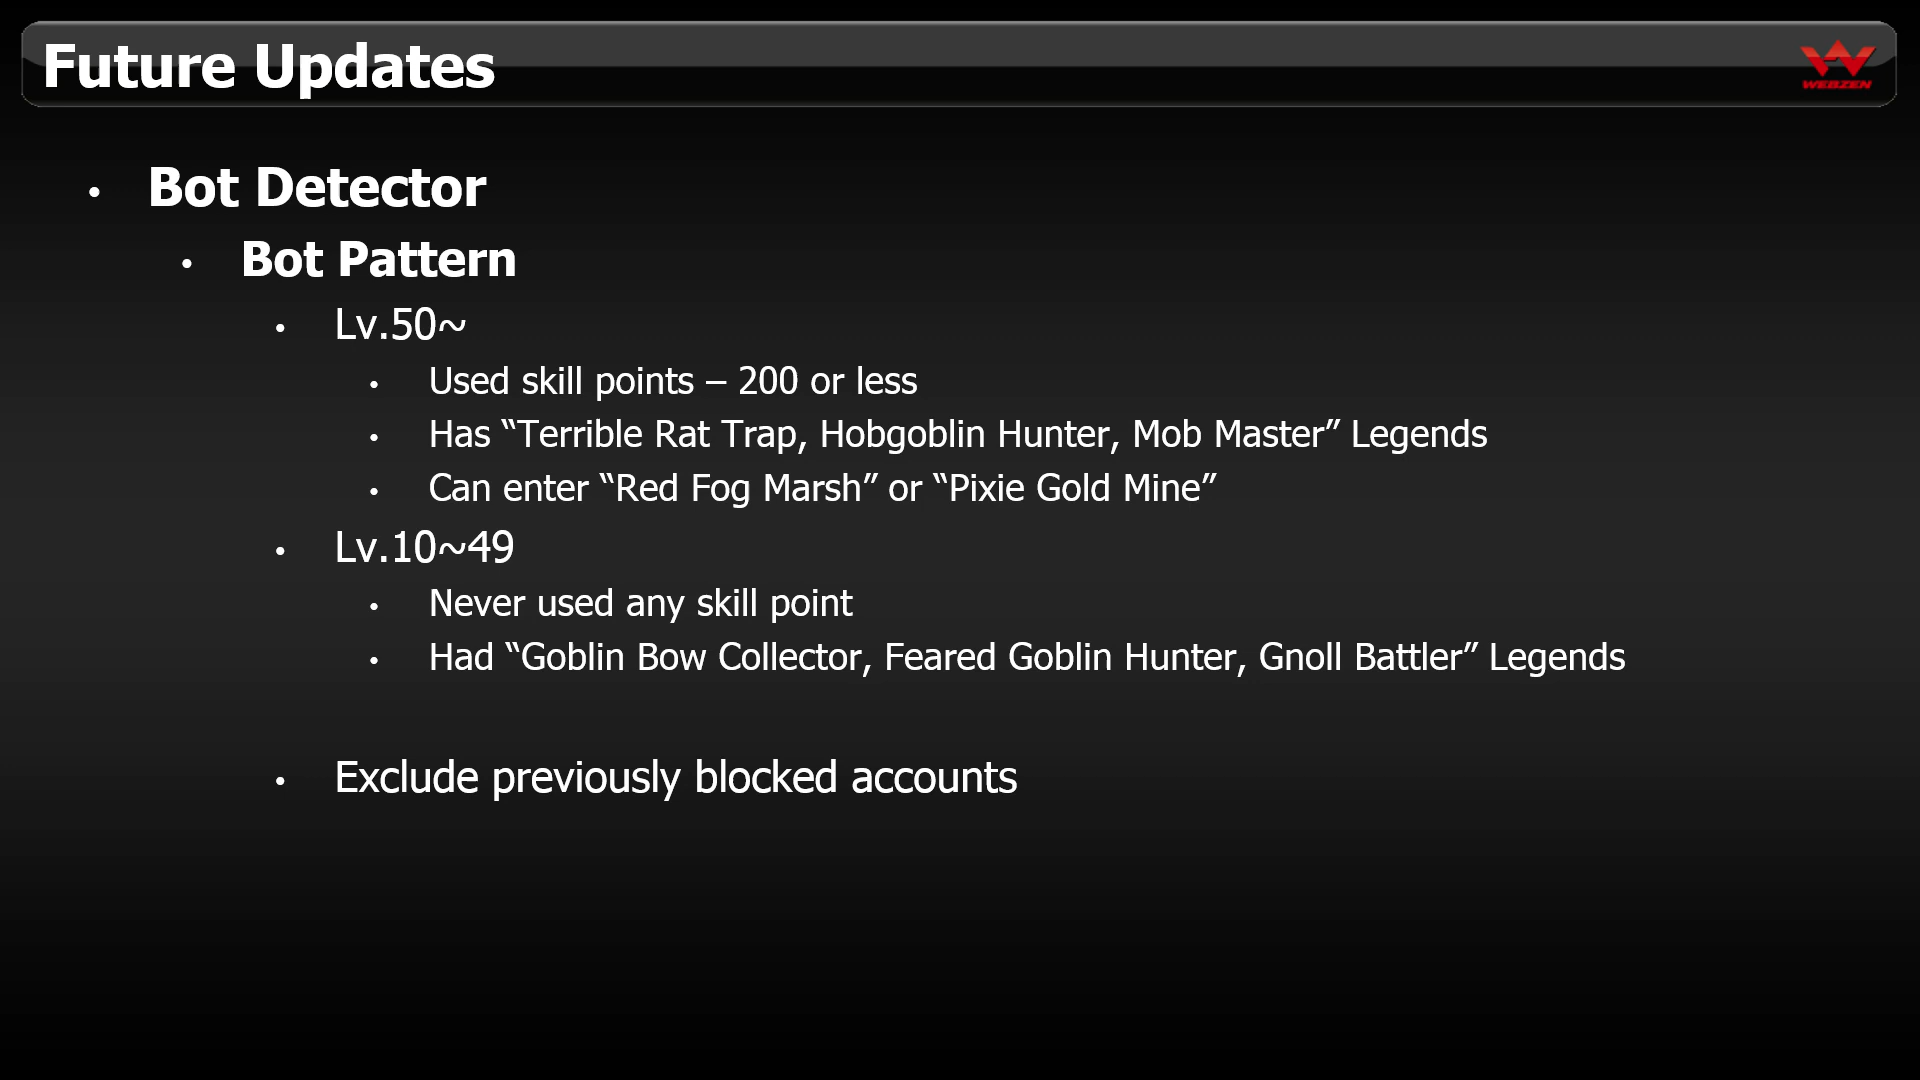 Future Updates
WEBZEN
• Bot Detector
• Bot Pattern
• Lv.50~
• Used skill points – 200 or less
• Has “Terrible Rat Trap, Hobgoblin Hunter, Mob Master” Legends
• Can enter “Red Fog Marsh” or “Pixie Gold Mine”
• Lv.10~49
• Never used any skill point
• Had “Goblin Bow Collector, Feared Goblin Hunter, Gnoll Battler” Legends
• Exclude previously blocked accounts